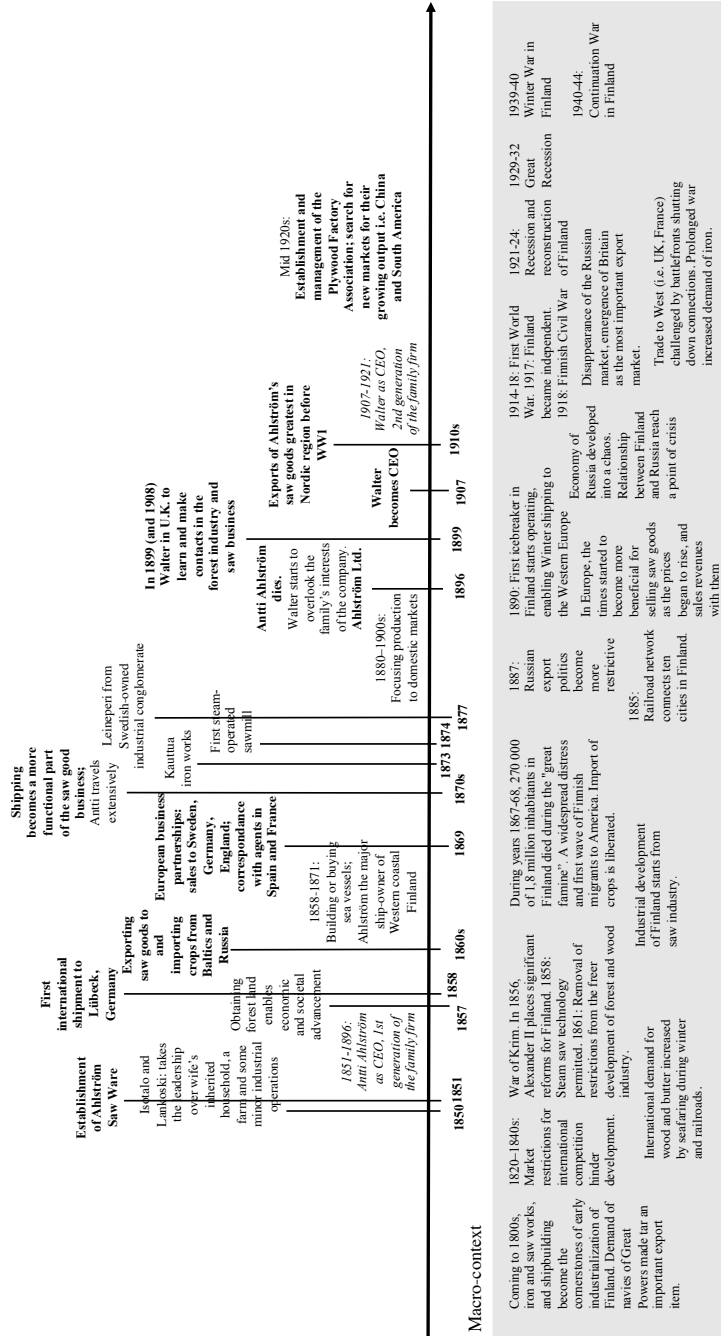 Establishment
of Ahlström
Saw Ware
Isotalo and
Lankoski: takes
the leadership
over wife's
inherited
household, a
farm and some
minor industrial
operations
1850
1851
1851-1896:
Antti Ahlström
as CEO, 1st
generation of
the family firm
First
international
shipment to
Lübeck,
Germany
Obtaining
forest land
enables
economic
and societal
advancement
1857
1858
Exporting
saw goods to
and
importing
crops from
Baltics and
Russia
1860s
1858-1871:
Building or buying
sea vessels;
Ahlström the major
ship-owner of
Western coastal
Finland
European business
partnerships:
sales to Sweden,
Germany,
England;
correspondance
with agents in
Spain and France
1869
Shipping
becomes a more
functional part
of the saw good
business;
Antti travels
extensively
1870s
Kauttua
iron works
1873
First steam-
operated
sawmill
1874
Leineperi from
Swedish-owned
industrial conglomerate
1877
1880–1900s:
Focusing production
to domestic markets
Antti Ahlström
dies,
Walter starts to
overlook the
family's interests
of the company.
Ahlström Ltd.
1896
In 1899 (and 1908)
Walter in U.K. to
learn and make
contacts in the
forest industry and
saw business
1899
Walter
becomes CEO
1907
Exports of Ahlström's
saw goods greatest in
Nordic region before
WW1
1910s
1907-1921:
Walter as CEO,
2nd generation
of the family firm
Mid 1920s:
Establishment and
management of the
Plywood Factory
Association; search for
new markets for their
growing output i.e. China
and South America
Macro-context
Coming to 1800s,
iron and saw works,
and shipbuilding
become the
cornerstones of early
industrialization of
Finland. Demand of
navies of Great
Powers made tar an
important export
item.
1820–1840s:
Market
restrictions for
international
competition
hinder
development.
International demand for
wood and butter increased
by seafaring during winter
and railroads.
War of Krim. In 1856,
Alexander II places significant
reforms for Finland. 1858:
Steam saw technology
permitted. 1861: Removal of
restrictions from the freer
development of forest and wood
industry.
During years 1867-68, 270 000
of 1,8 million inhabitants in
Finland died during the "great
famine". A widespread distress
and first wave of Finnish
migrants to America. Import of
crops is liberated.
Industrial development
of Finland starts from
saw industry.
1887:
Russian
export
politics
become
more
restrictive
1885:
Railroad network
connects ten
cities in Finland.
1890: First icebreaker in
Finland starts operating,
enabling Winter shipping to
the Western Europe
In Europe, the
times started to
become more
beneficial for
selling saw goods
as the prices
began to rise, and
sales revenues
with them
Economy of
Russia developed
into a chaos.
Relationship
between Finland
and Russia reach
a point of crisis
1914-18: First World
War. 1917: Finland
became independent.
1918: Finnish Civil War
Disappearance of the Russian
market, emergence of Britain
as the most important export
market.
Trade to West (i.e. UK, France)
challenged by battlefronts shutting
down connections. Prolonged war
increased demand of iron.
1921-24:
Recession and
reconstruction
of Finland
1929-32
Great
Recession
1939-40
Winter War in
Finland
1940-44:
Continuation War
in Finland